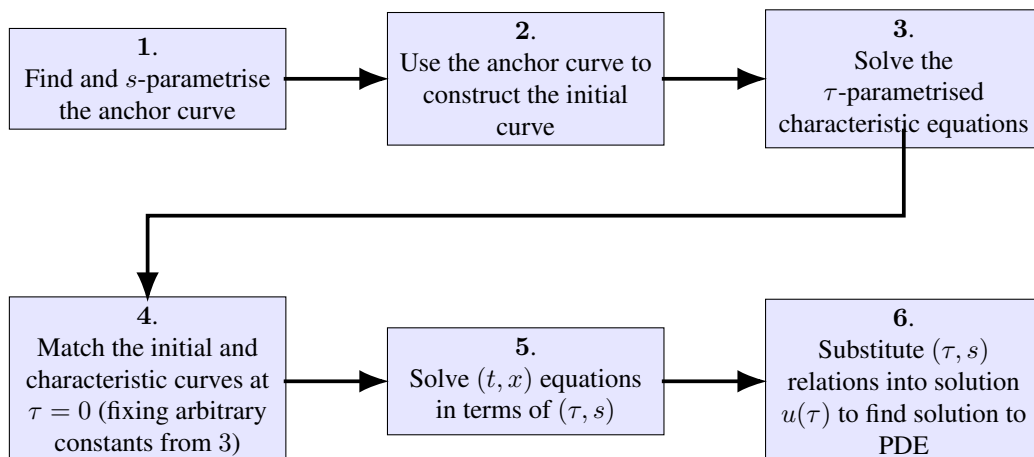 1.
Find and s-parametrise
the anchor curve
2.
Use the anchor curve to
construct the initial
curve
3.
Solve the
τ-parametrised
characteristic equations
4.
Match the initial and
characteristic curves at
τ = 0 (fixing arbitrary
constants from 3)
5.
Solve (t, x) equations
in terms of (τ, s)
6.
Substitute (τ, s)
relations into solution
u(τ) to find solution to
PDE